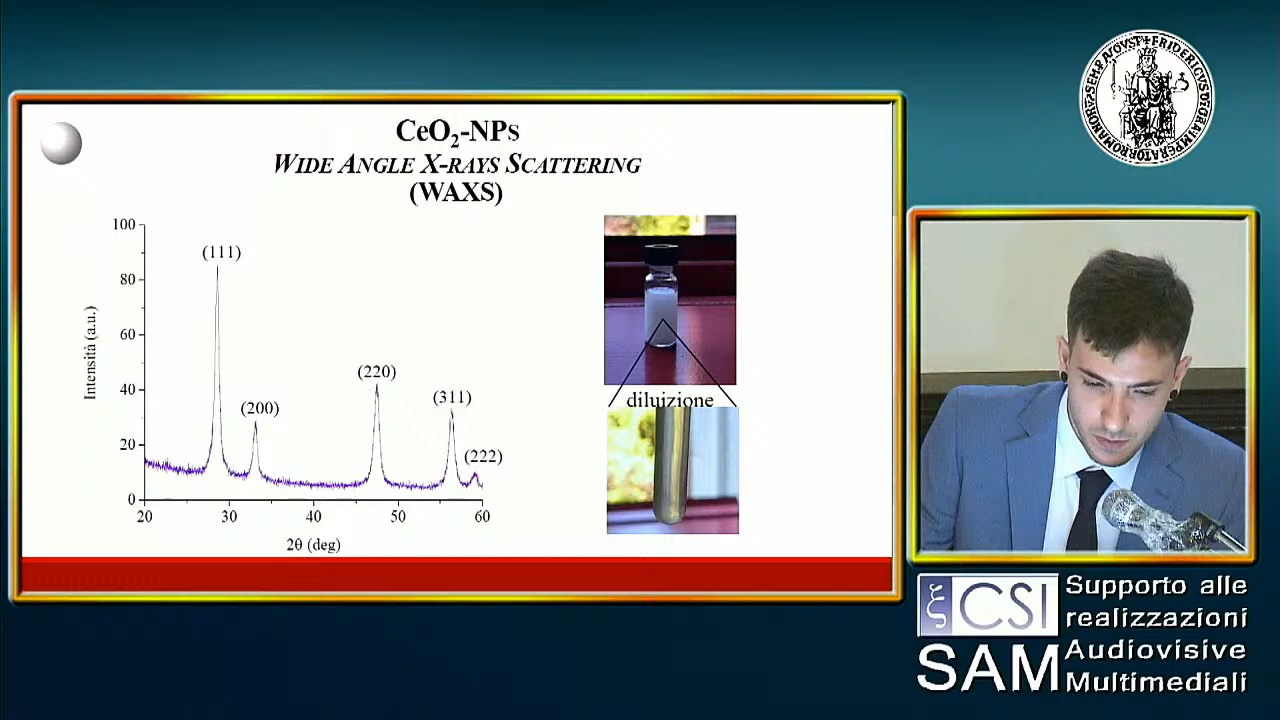 CeO2-NPs
WIDE ANGLE X-RAYS SCATTERING
(WAXS)
100
80
60
40
20
0
Intensità (a.u.)
(111)
(200)
(220)
(311)
(222)
20
30
40
50
60
2θ (deg)
diluizione
CSI
SAM
Supporto alle
realizzazioni
Audiovisive
Multimediali